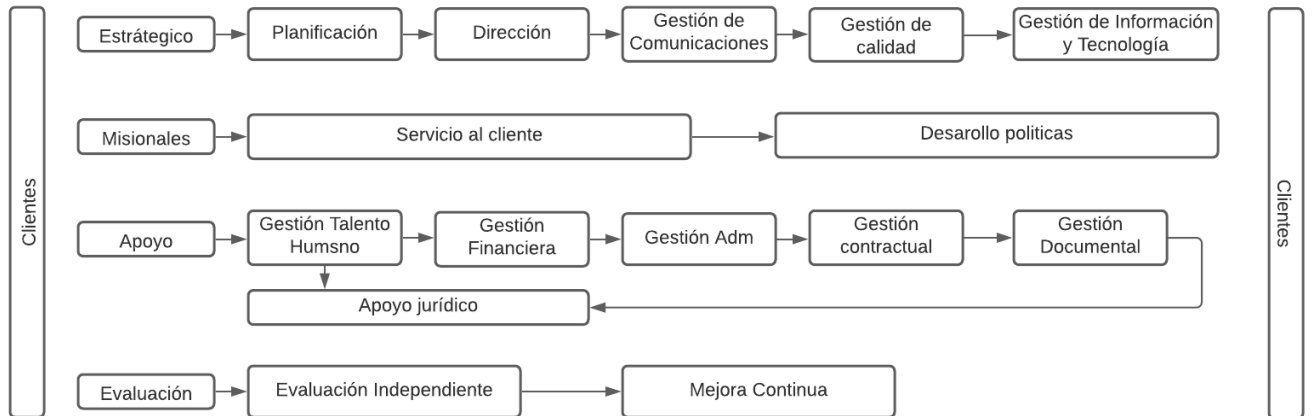 Clientes
Estrátegico
Planificación
Dirección
Gestión de
Comunicaciones
Gestión de
calidad
Gestión de Información
y Tecnología
Misionales
Servicio al cliente
Desarollo politicas
Apoyo
Gestión Talento
Humsno
Gestión
Financiera
Gestión Adm
Gestión
contractual
Gestión
Documental
Apoyo jurídico
Evaluación
Evaluación Independiente
Mejora Continua
Clientes